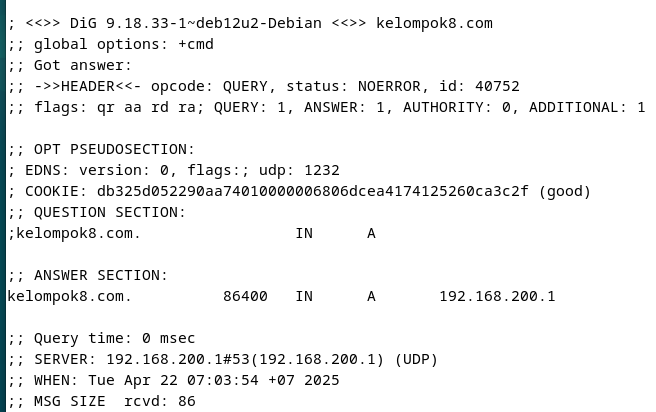 ; <<>> DiG 9.18.33-1~deb12u2-Debian <<>> kelompok8.com
;; global options: +cmd
;; Got answer:
;; ->>HEADER<<- opcode: QUERY, status: NOERROR, id: 40752
;; flags: qr aa rd ra; QUERY: 1, ANSWER: 1, AUTHORITY: 0, ADDITIONAL: 1
;; OPT PSEUDOSECTION:
; EDNS: version: 0, flags:; udp: 1232
; COOKIE: db325d052290aa74010000006806dcea4174125260ca3c2f (good)
;; QUESTION SECTION:
;kelompok8.com. IN A
;; ANSWER SECTION:
kelompok8.com. 86400 IN A 192.168.200.1
;; Query time: 0 msec
;; SERVER: 192.168.200.1#53(192.168.200.1) (UDP)
;; WHEN: Tue Apr 22 07:03:54 +07 2025
;; MSG SIZE rcvd: 86